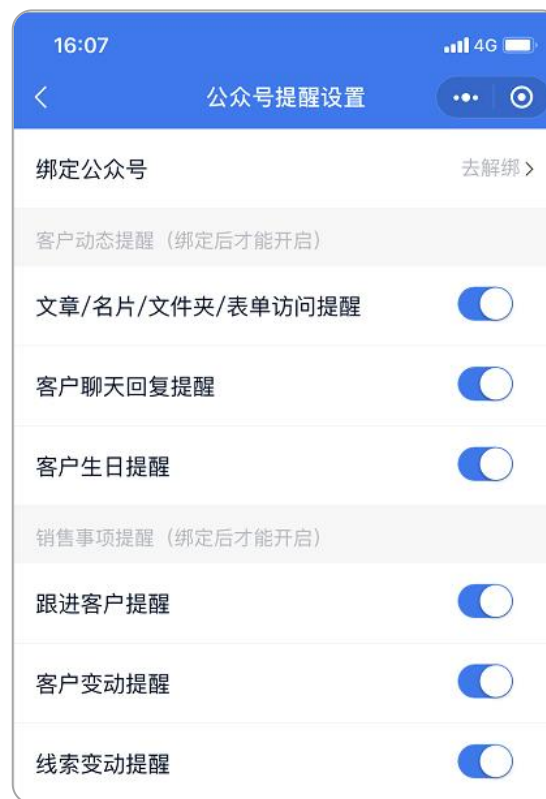 16:07 4G
公众号提醒设置
绑定公众号 去解绑
客户动态提醒（绑定后才能开启）
文章/名片/文件夹/表单访问提醒
客户聊天回复提醒
客户生日提醒
销售事项提醒（绑定后才能开启）
跟进客户提醒
客户变动提醒
线索变动提醒